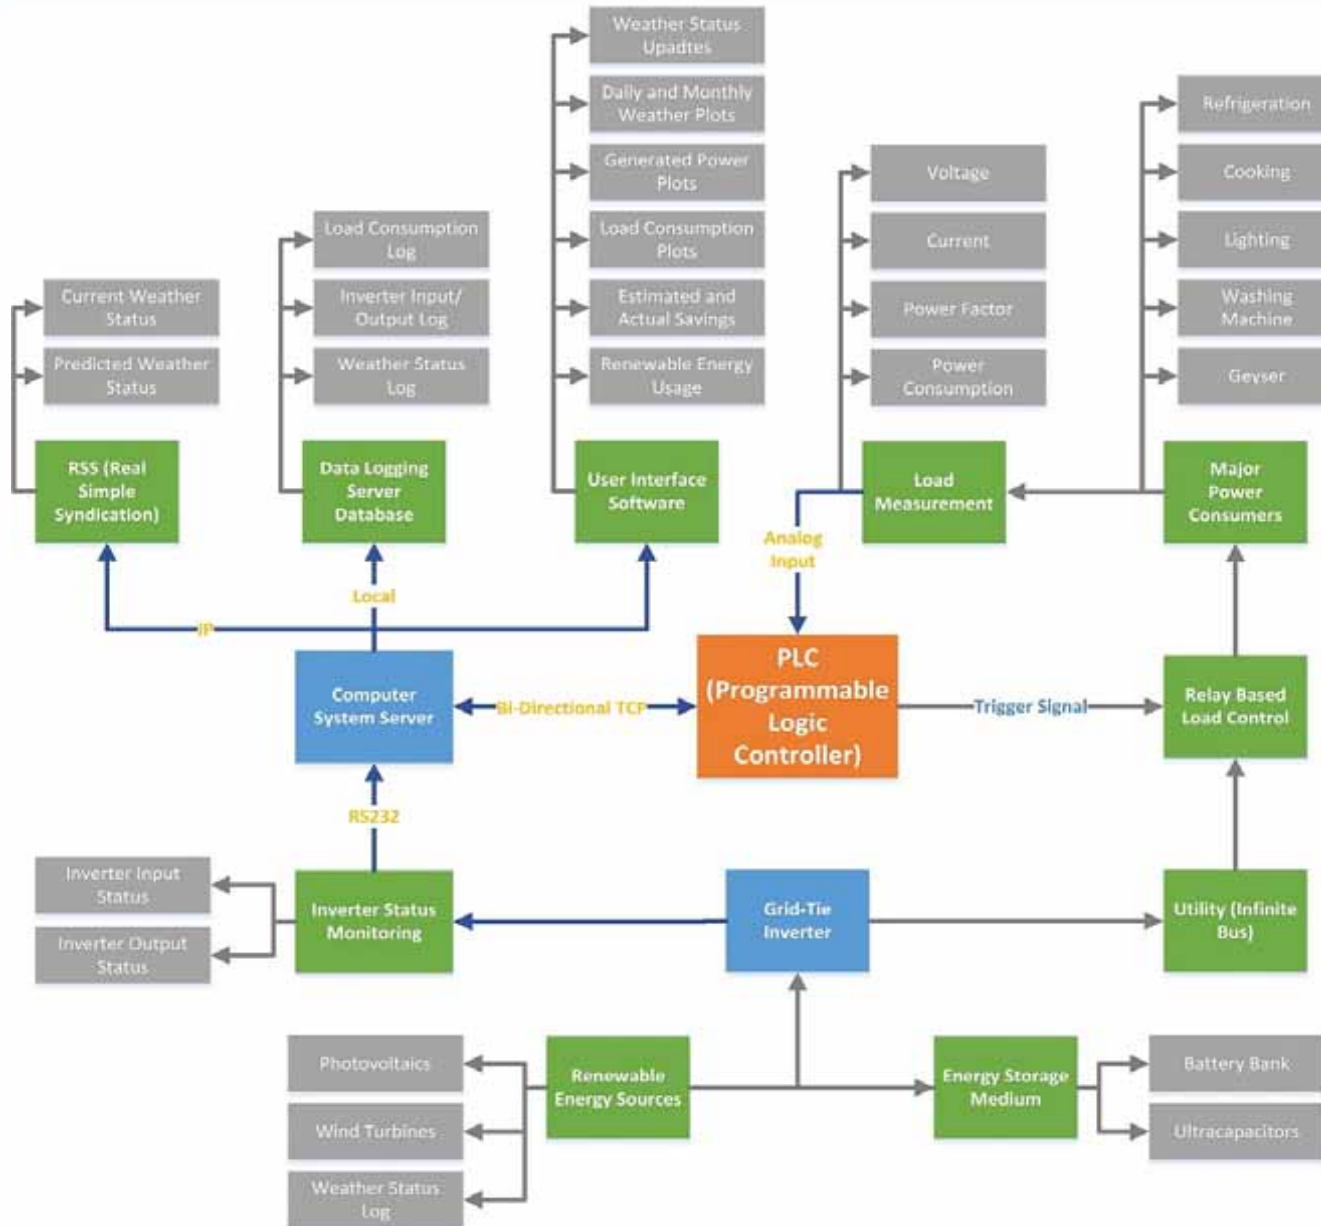 Weather Status
Upadtes
Daily and Monthly
Weather Plots
Generated Power
Plots
Load Consumption
Plots
Estimated and
Actual Savings
Renewable Energy
Usage
Load Consumption
Log
Inverter Input/
Output Log
Weather Status
Log
Current Weather
Status
Predicted Weather
Status
Voltage
Current
Power Factor
Power
Consumption
Refrigeration
Cooking
Lighting
Washing
Machine
Geyser
RSS (Real
Simple
Syndication)
Data Logging
Server
Database
User Interface
Software
Load
Measurement
Major
Power
Consumers
Analog
Input
Local
IP
Computer
System Server
Bi-Directional TCP
PLC
(Programmable
Logic
Controller)
Trigger Signal
Relay Based
Load Control
RS232
Inverter Input
Status
Inverter Output
Status
Inverter Status
Monitoring
Grid-Tie
Inverter
Utility (Infinite
Bus)
Photovoltaics
Wind Turbines
Weather Status
Log
Renewable
Energy Sources
Energy Storage
Medium
Battery Bank
Ultracapacitors